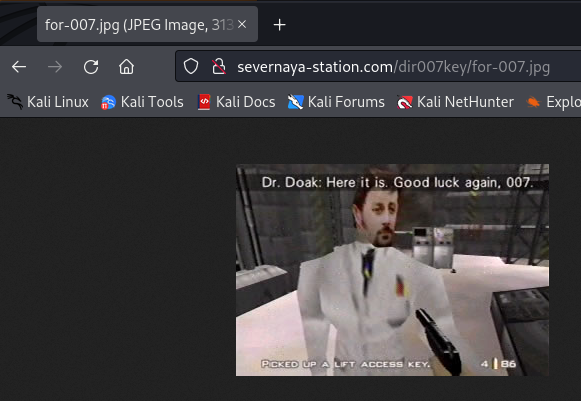 for-007.jpg (JPEG Image, 313
severnaya-station.com/dir007key/for-007.jpg
Kali Linux Kali Tools Kali Docs Kali Forums Kali NetHunter Explo
Dr. Doak: Here it is. Good luck again, 007.
PICKED UP A LIFT ACCESS KEY. 4 86